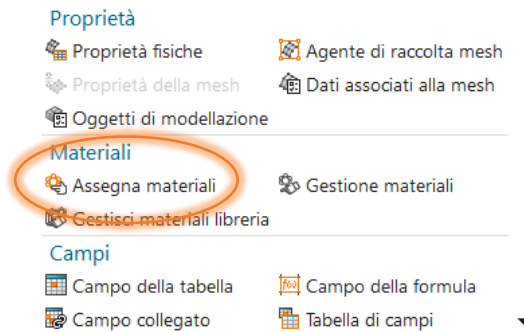 Proprietà
Proprietà fisiche Agente di raccolta mesh
Proprietà della mesh Dati associati alla mesh
Oggetti di modellazione
Materiali
Assegna materiali Gestione materiali
Gestisci materiali libreria
Campi
Campo della tabella Campo della formula
Campo collegato Tabella di campi